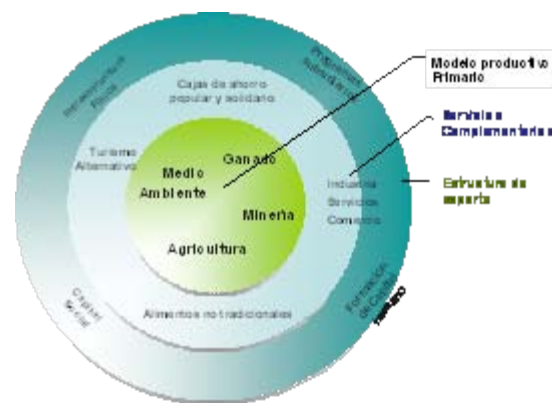 Infraestructura
Física
Programas
Cajas de ahorro
popular y solidario
Modelo productivo
Primario
Servicios
Complementarios
Estructura de
soporte
Turismo
Alternativo
Medio
Ambiente
Ganado
Minería
Agricultura
Industria
Servicios
Comercio
Alimentos no tradicionales
Capital
Social
Formación
de Capital
Humano